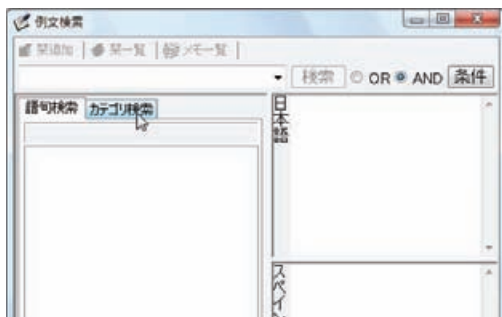 例文検索
栞追加 栞一覧 メモ一覧
検索 OR AND 条件
語句検索 カテゴリ検索
日本語
スペイン